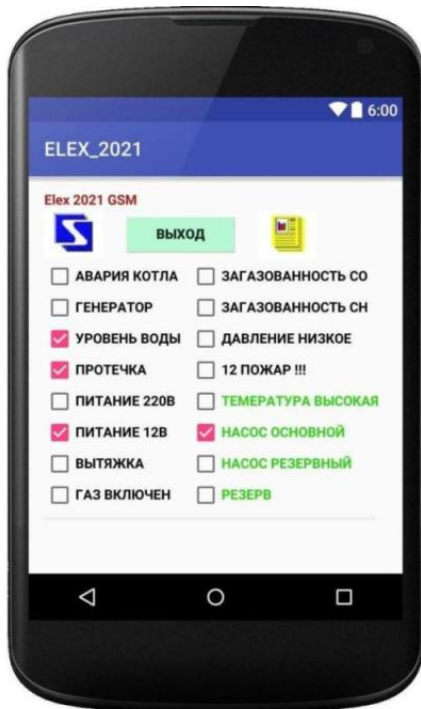 6:00
ELEX_2021
Elex 2021 GSM
ВЫХОД
АВАРИЯ КОТЛА ЗАГАЗОВАННОСТЬ СО
ГЕНЕРАТОР ЗАГАЗОВАННОСТЬ СН
УРОВЕНЬ ВОДЫ ДАВЛЕНИЕ НИЗКОЕ
ПРОТЕЧКА 12 ПОЖАР !!!
ПИТАНИЕ 220В ТЕМЕРАТУРА ВЫСОКАЯ
ПИТАНИЕ 12В НАСОС ОСНОВНОЙ
ВЫТЯЖКА НАСОС РЕЗЕРВНЫЙ
ГАЗ ВКЛЮЧЕН РЕЗЕРВ